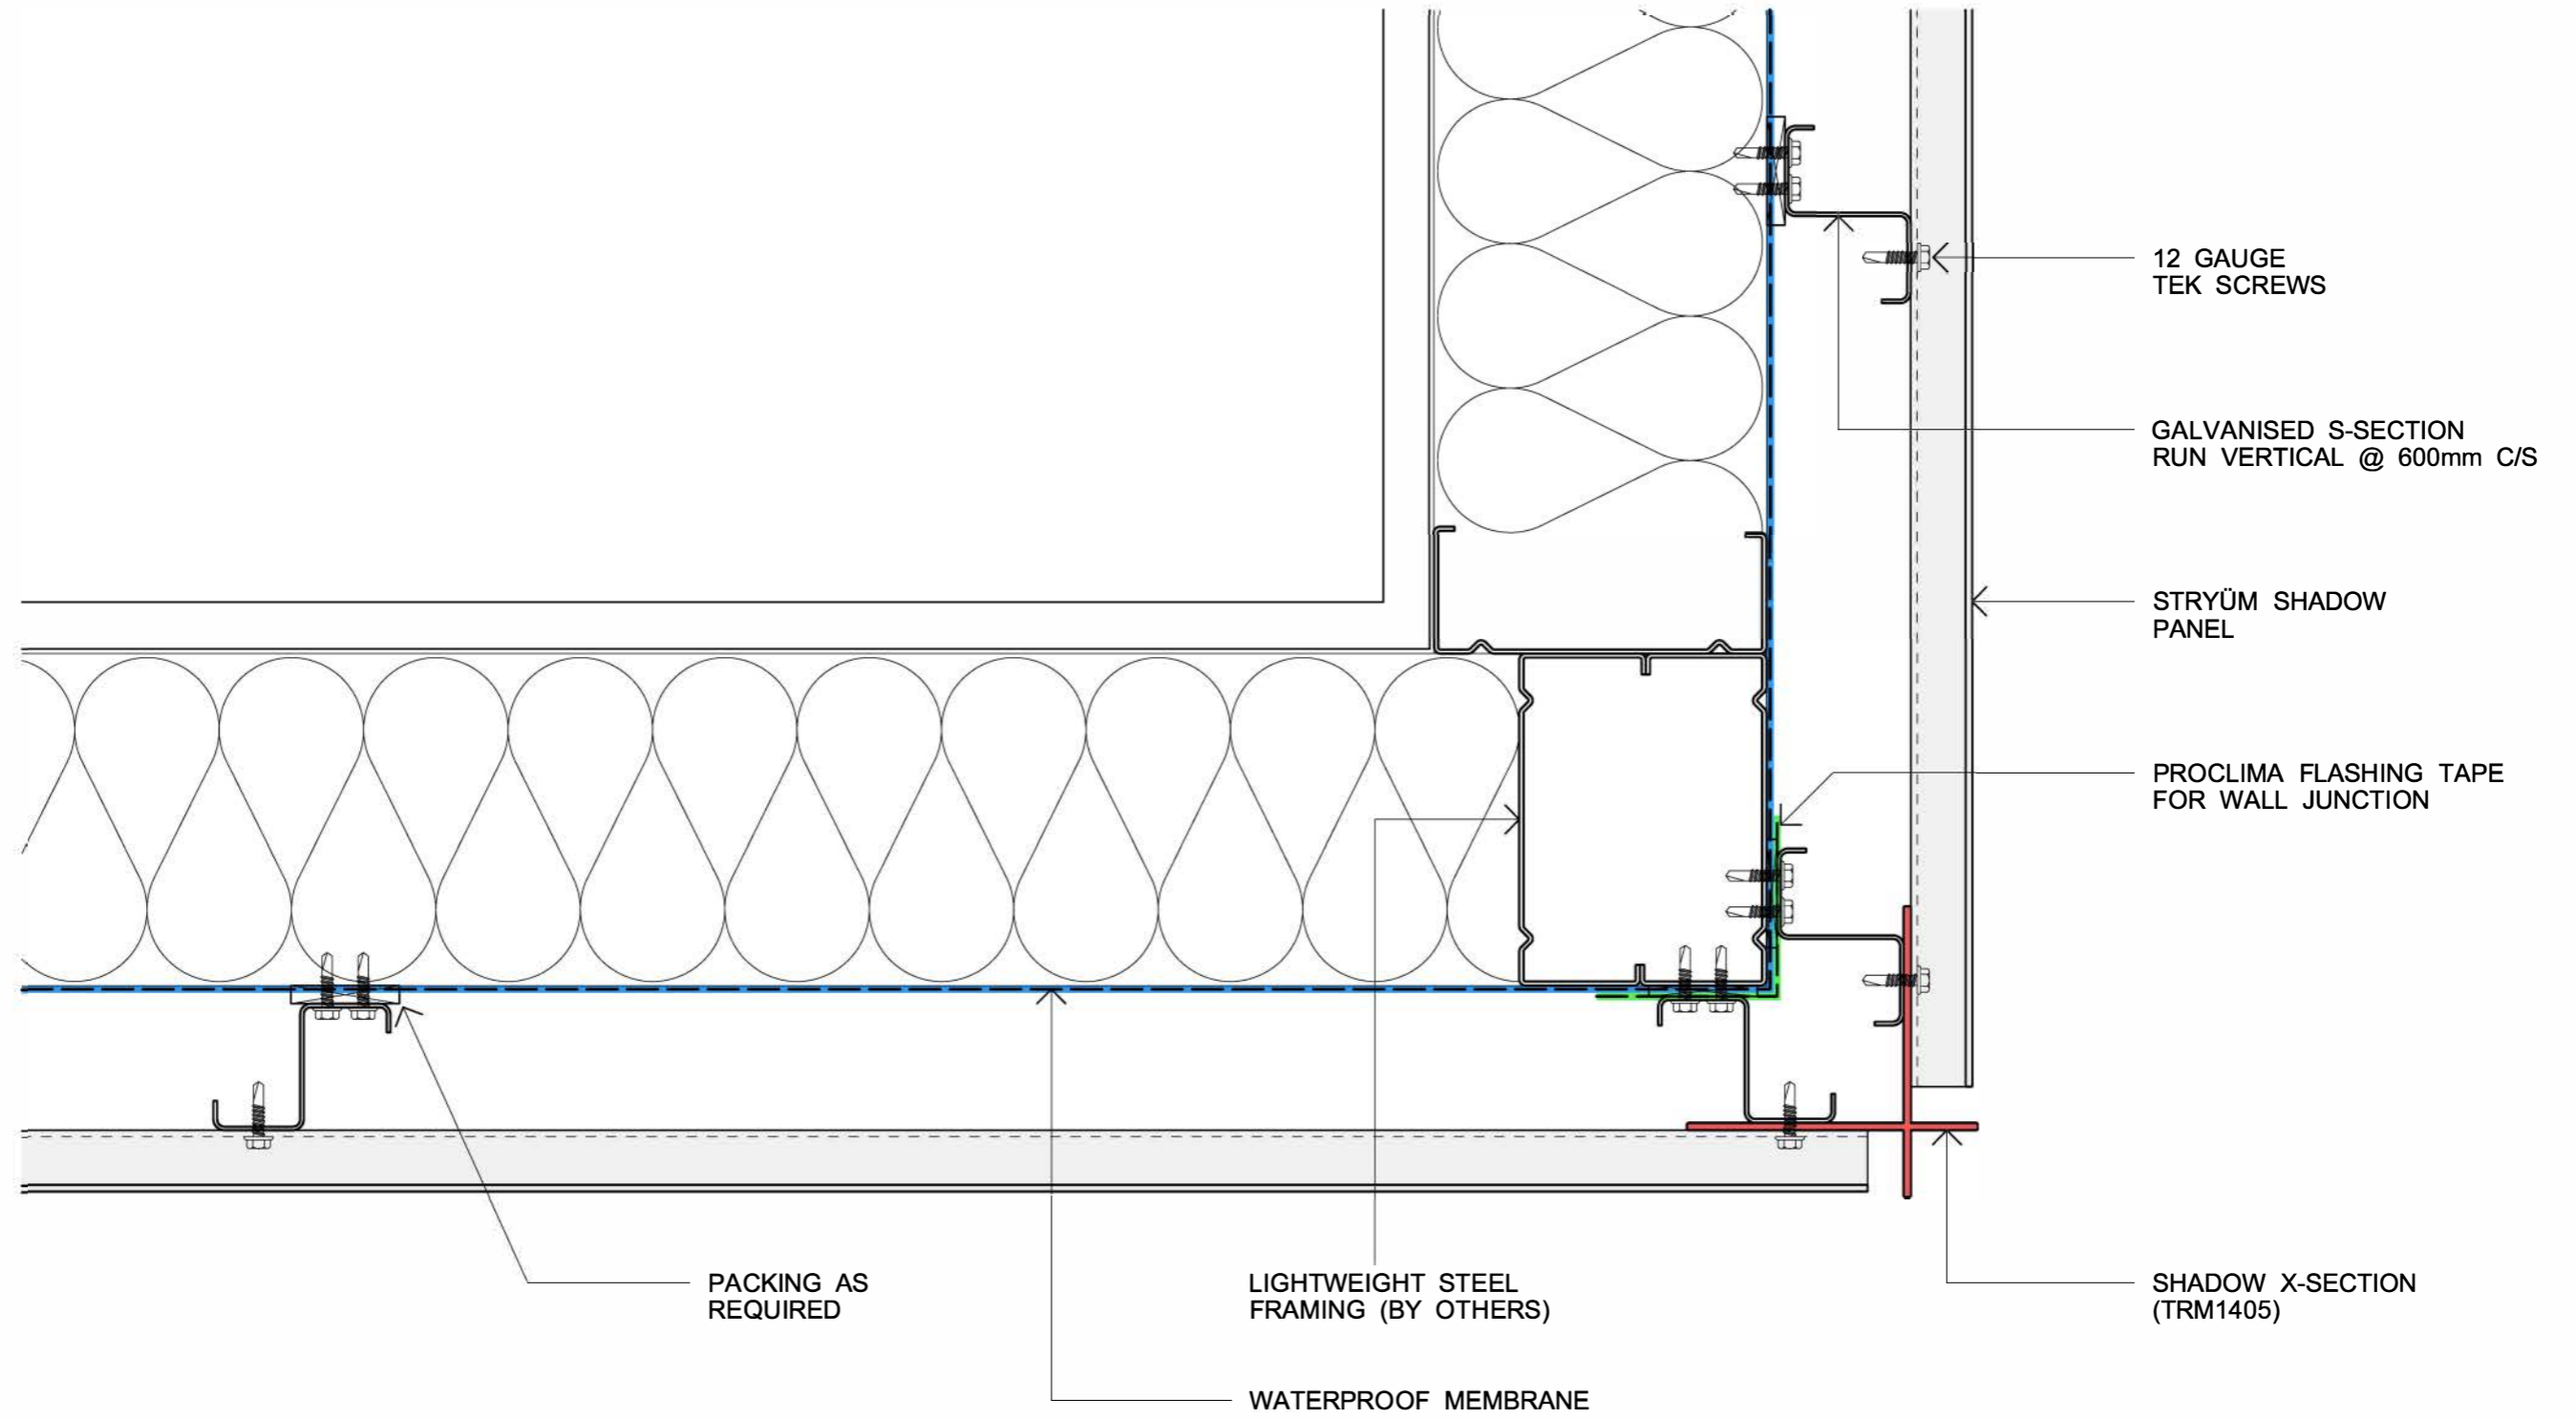 12 GAUGE
TEK SCREWS
GALVANISED S-SECTION
RUN VERTICAL @ 600mm C/S
STRYÜM SHADOW
PANEL
PROCLIMA FLASHING TAPE
FOR WALL JUNCTION
PACKING AS
REQUIRED
LIGHTWEIGHT STEEL
FRAMING (BY OTHERS)
SHADOW X-SECTION
(TRM1405)
WATERPROOF MEMBRANE